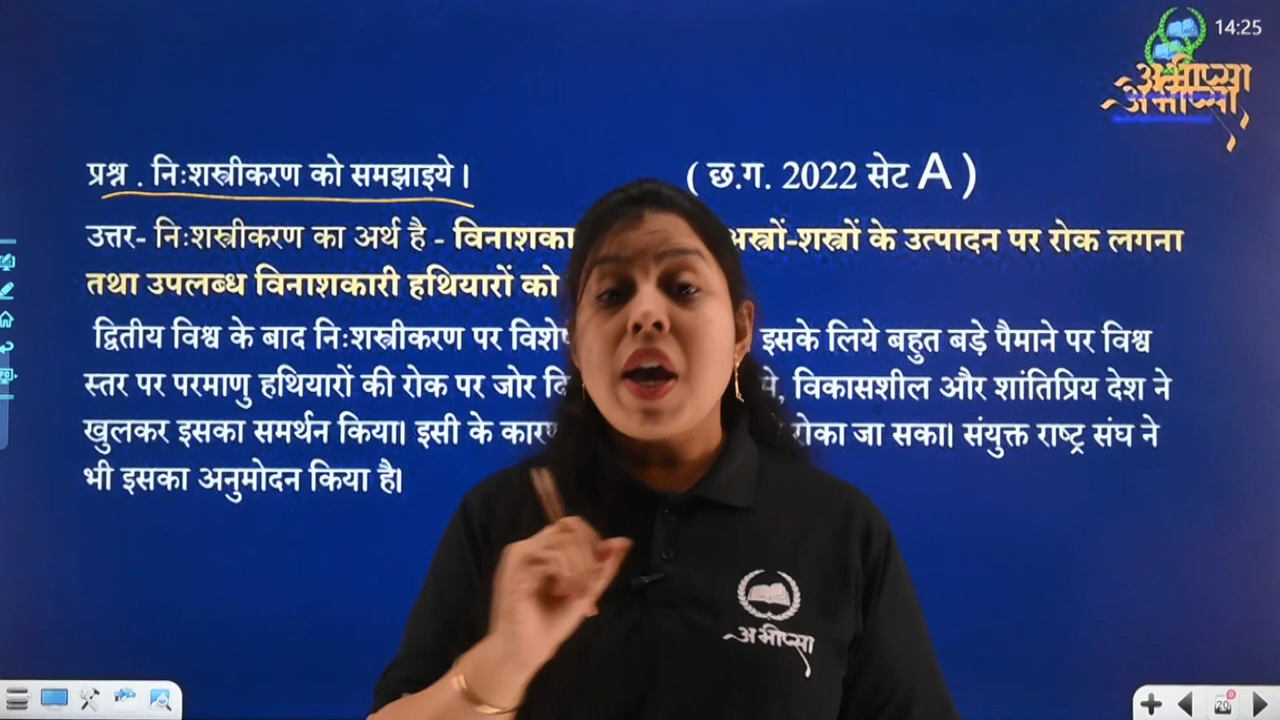 14:25
अभीप्सा
अभीप्सा
प्रश्न . निःशस्त्रीकरण को समझाइये। ( छ.ग. 2022 सेट A )
उत्तर- निःशस्त्रीकरण का अर्थ है - अस्त्रों-शस्त्रों के उत्पादन पर रोक लगना
तथा उपलब्ध विनाशकारी हथियारों को
द्वितीय विश्व के बाद निःशस्त्रीकरण पर इसके लिये बहुत बड़े पैमाने पर विश्व
स्तर पर परमाणु हथियारों की रोक पर जोर विकासशील और शांतिप्रिय देश ने
खुलकर इसका समर्थन किया। इसी के रोका जा सका। संयुक्त राष्ट्र संघ ने
भी इसका अनुमोदन किया है।
अभीप्सा
20